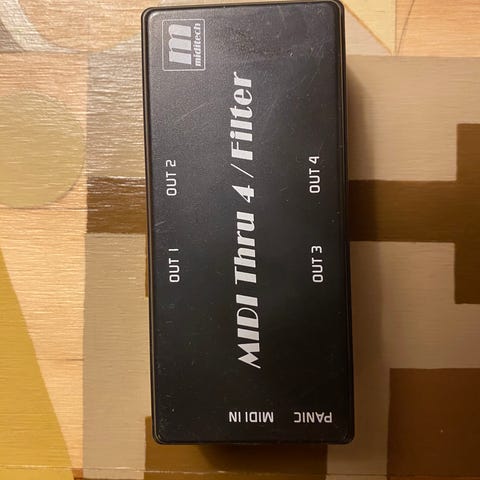 m
miditech
MIDI Thru 4 / Filter
OUT 1
OUT 2
OUT 3
OUT 4
MIDI IN
PANIC